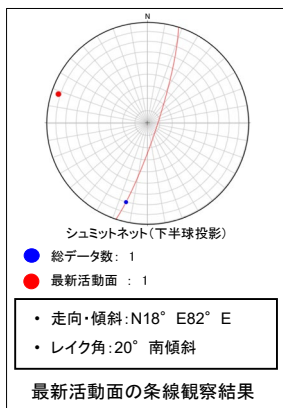 N
シュミットネット(下半球投影)
総データ数: 1
最新活動面 : 1
・ 走向・傾斜:N18° E82° E
・ レイク角:20° 南傾斜
最新活動面の条線観察結果